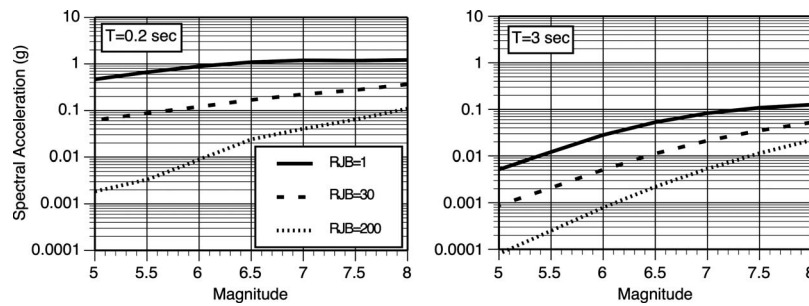 T=0.2 sec
Spectral Acceleration (g)
10
1
0.1
0.01
0.001
0.0001
RJB=1
RJB=30
RJB=200
5 5.5 6 6.5 7 7.5 8
Magnitude
T=3 sec
10
1
0.1
0.01
0.001
0.0001
5 5.5 6 6.5 7 7.5 8
Magnitude